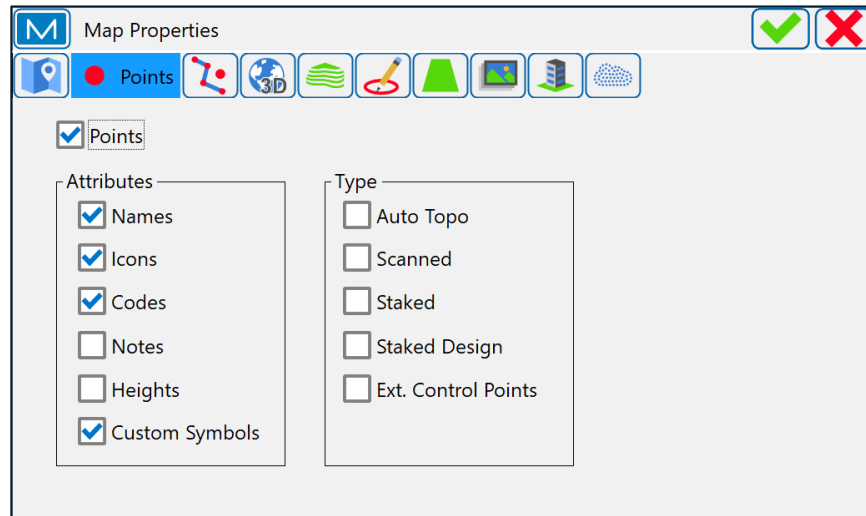 Map Properties
Points
3D
Points
Attributes
Names
Icons
Codes
Notes
Heights
Custom Symbols
Type
Auto Topo
Scanned
Staked
Staked Design
Ext. Control Points